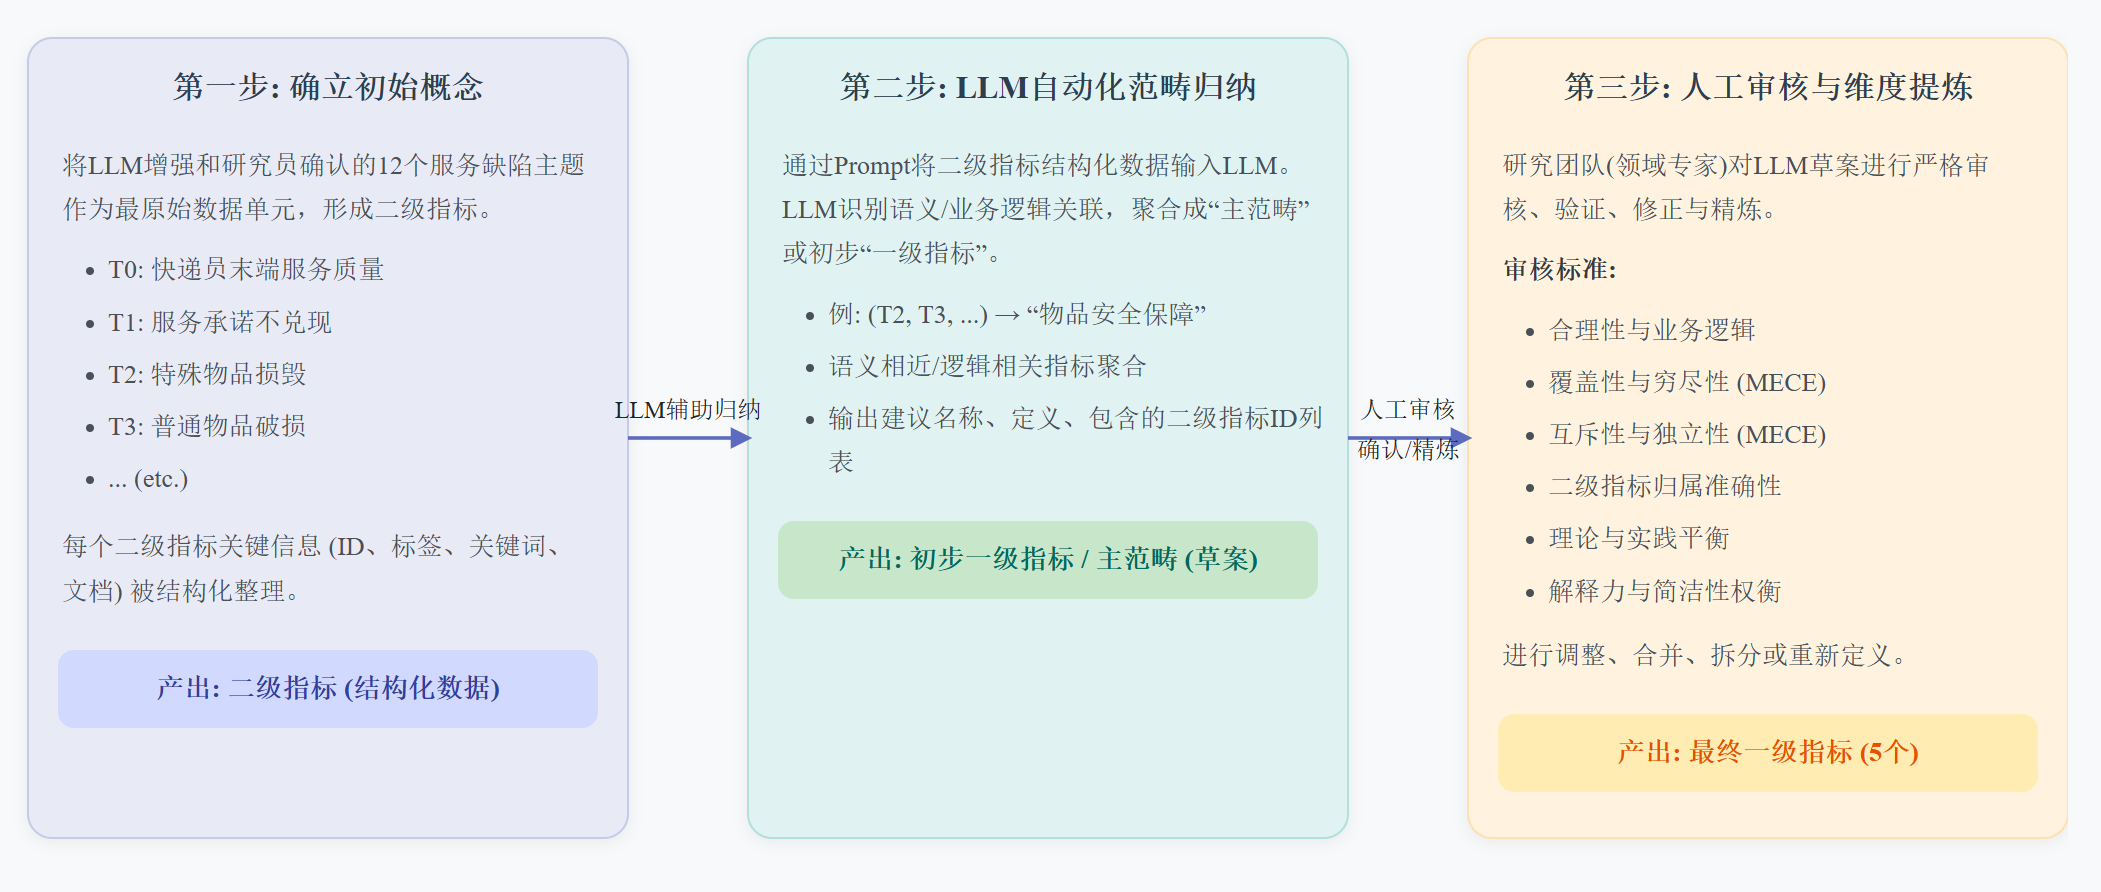 第一步: 确立初始概念
将LLM增强和研究员确认的12个服务缺陷主题
作为最原始数据单元，形成二级指标。
• T0: 快递员末端服务质量
• T1: 服务承诺不兑现
• T2: 特殊物品损毁
• T3: 普通物品破损
• ... (etc.)
每个二级指标关键信息 (ID、标签、关键词、
文档) 被结构化整理。
产出: 二级指标 (结构化数据)
LLM辅助归纳
第二步: LLM自动化范畴归纳
通过Prompt将二级指标结构化数据输入LLM。
LLM识别语义/业务逻辑关联，聚合成“主范畴”
或初步“一级指标”。
• 例: (T2, T3, ...) → “物品安全保障”
• 语义相近/逻辑相关指标聚合
• 输出建议名称、定义、包含的二级指标ID列
表
产出: 初步一级指标 / 主范畴 (草案)
人工审核
确认/精炼
第三步: 人工审核与维度提炼
研究团队(领域专家)对LLM草案进行严格审
核、验证、修正与精炼。
审核标准:
• 合理性与业务逻辑
• 覆盖性与穷尽性 (MECE)
• 互斥性与独立性 (MECE)
• 二级指标归属准确性
• 理论与实践平衡
• 解释力与简洁性权衡
进行调整、合并、拆分或重新定义。
产出: 最终一级指标 (5个)